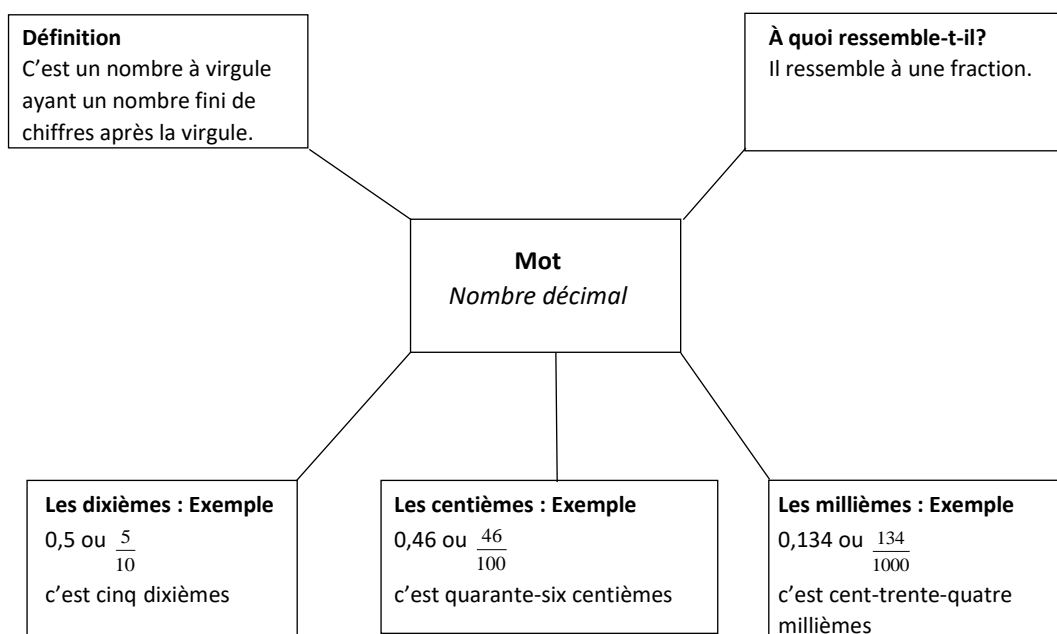 Définition
C’est un nombre à virgule
ayant un nombre fini de
chiffres après la virgule.
À quoi ressemble-t-il?
Il ressemble à une fraction.
Mot
Nombre décimal
Les dixièmes : Exemple
0,5 ou 5/10
c’est cinq dixièmes
Les centièmes : Exemple
0,46 ou 46/100
c’est quarante-six centièmes
Les millièmes : Exemple
0,134 ou 134/1000
c’est cent-trente-quatre
millièmes